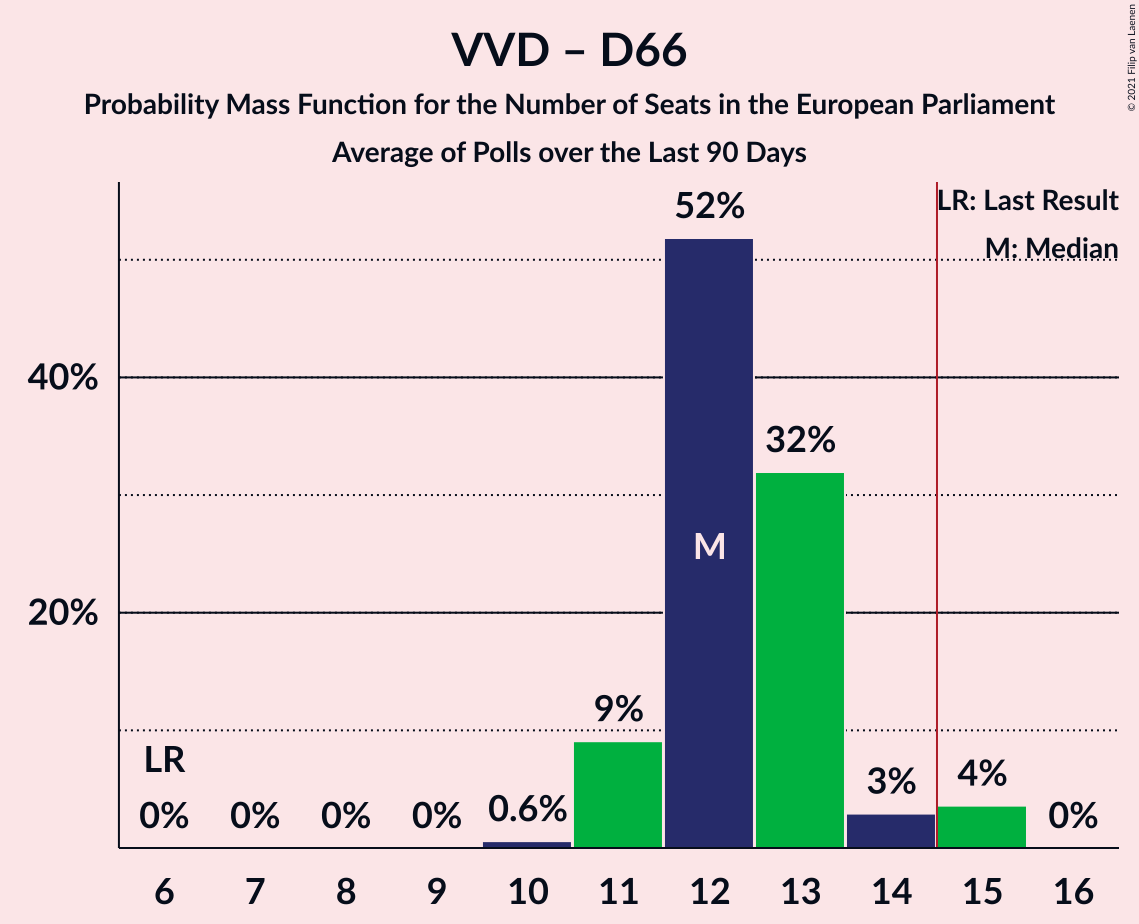 VVD – D66
Probability Mass Function for the Number of Seats in the European Parliament
Average of Polls over the Last 90 Days
© 2021 Filip van Laenen
LR: Last Result
M: Median
52%
40%
32%
M
20%
9%
LR
0% 0% 0% 0% 0.6% 3% 4% 0%
6 7 8 9 10 11 12 13 14 15 16